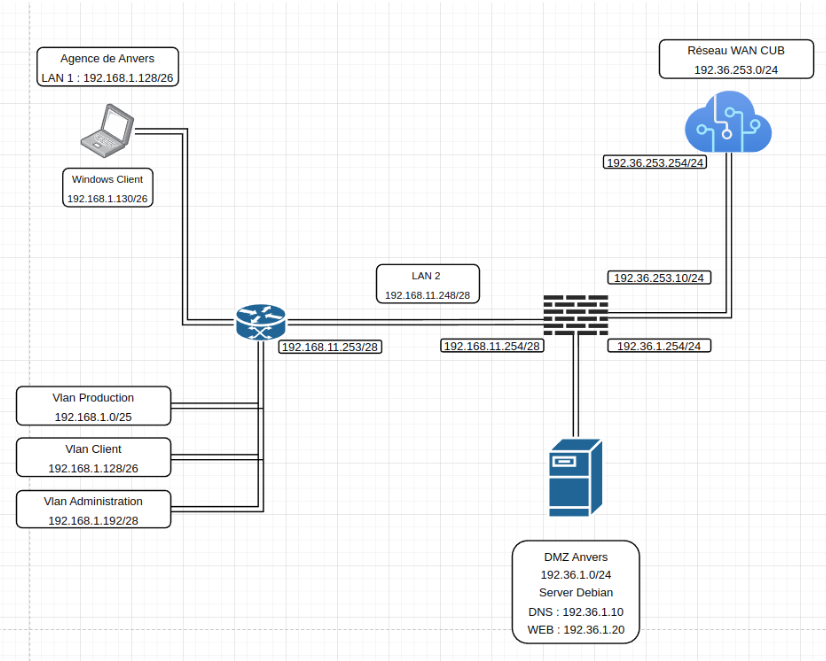 Agence de Anvers
LAN 1 : 192.168.1.128/26
Réseau WAN CUB
192.36.253.0/24
192.36.253.254/24
Windows Client
192.168.1.130/26
LAN 2
192.168.11.248/28
192.36.253.10/24
192.168.11.253/28
192.168.11.254/28
192.36.1.254/24
Vlan Production
192.168.1.0/25
Vlan Client
192.168.1.128/26
Vlan Administration
192.168.1.192/28
DMZ Anvers
192.36.1.0/24
Server Debian
DNS : 192.36.1.10
WEB : 192.36.1.20